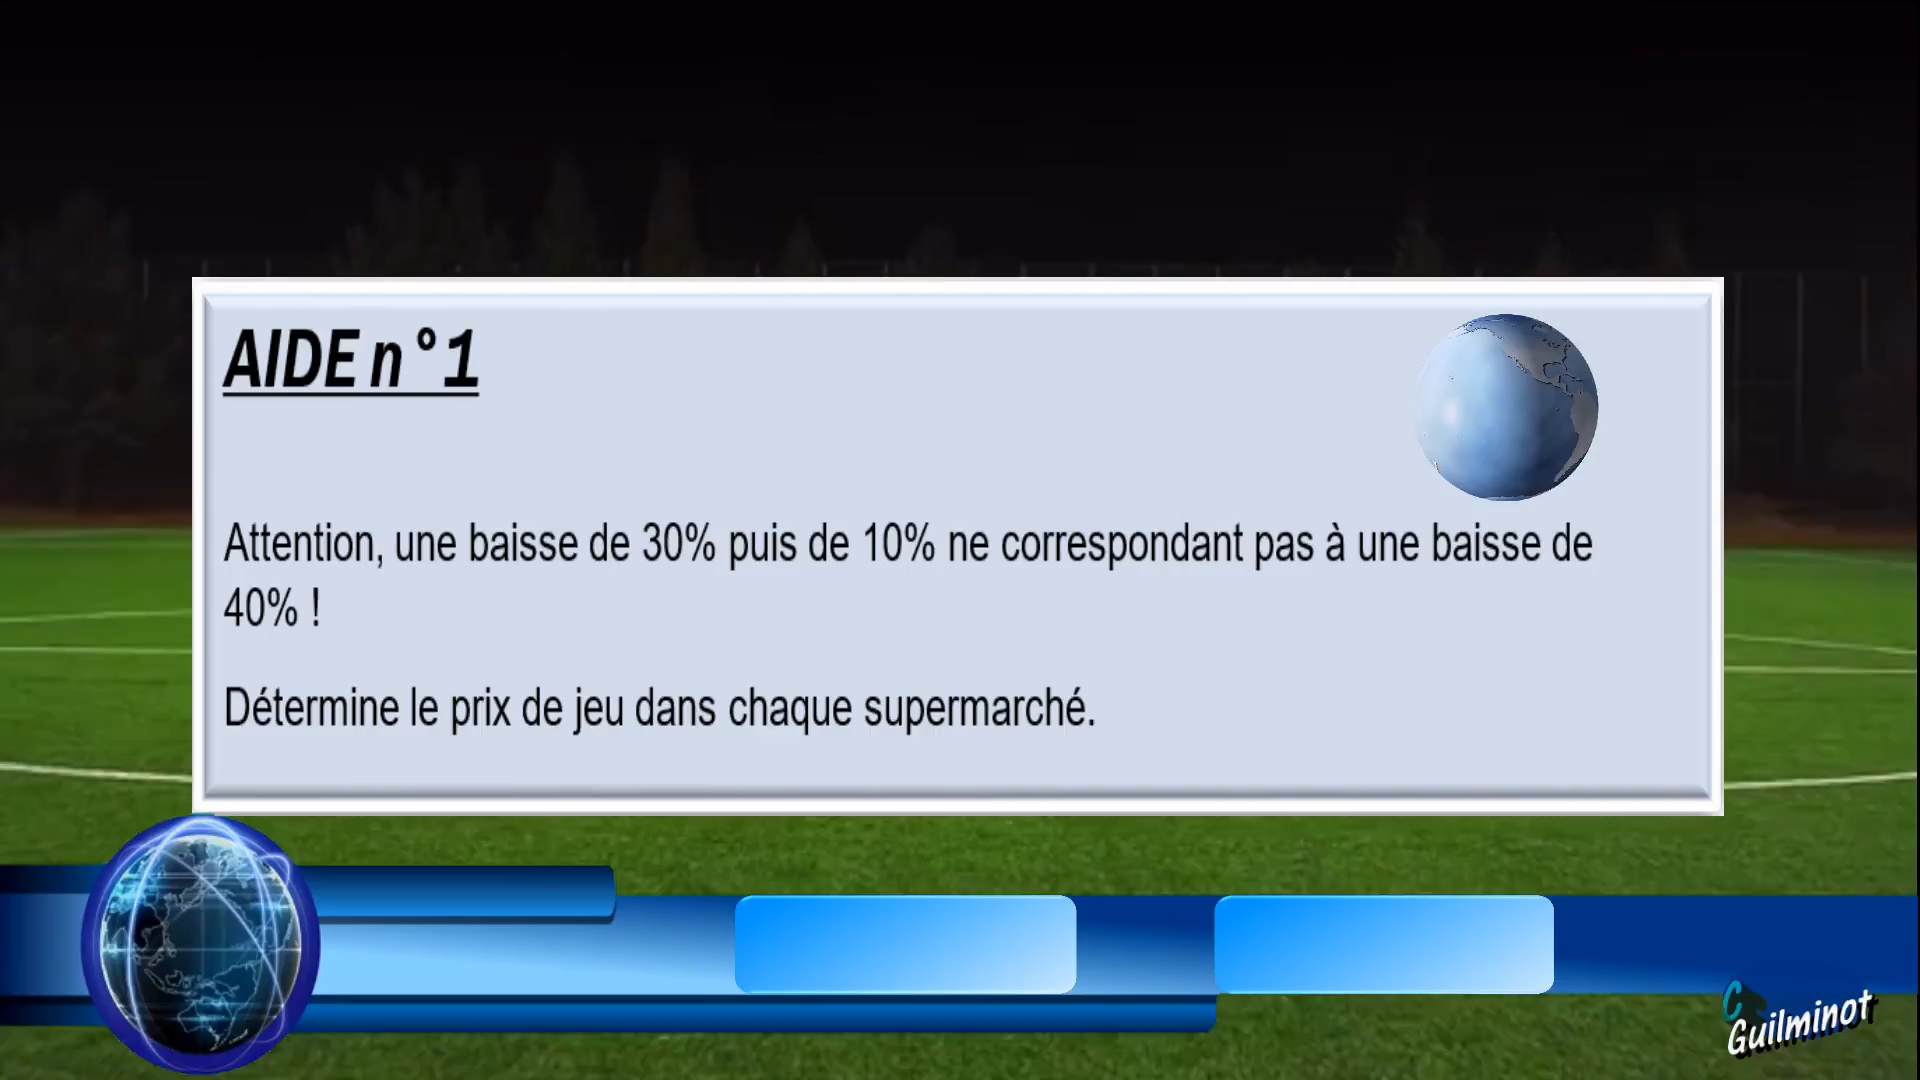 AIDE n°1
Attention, une baisse de 30% puis de 10% ne correspondant pas à une baisse de
40% !
Détermine le prix de jeu dans chaque supermarché.
C
Guilminot